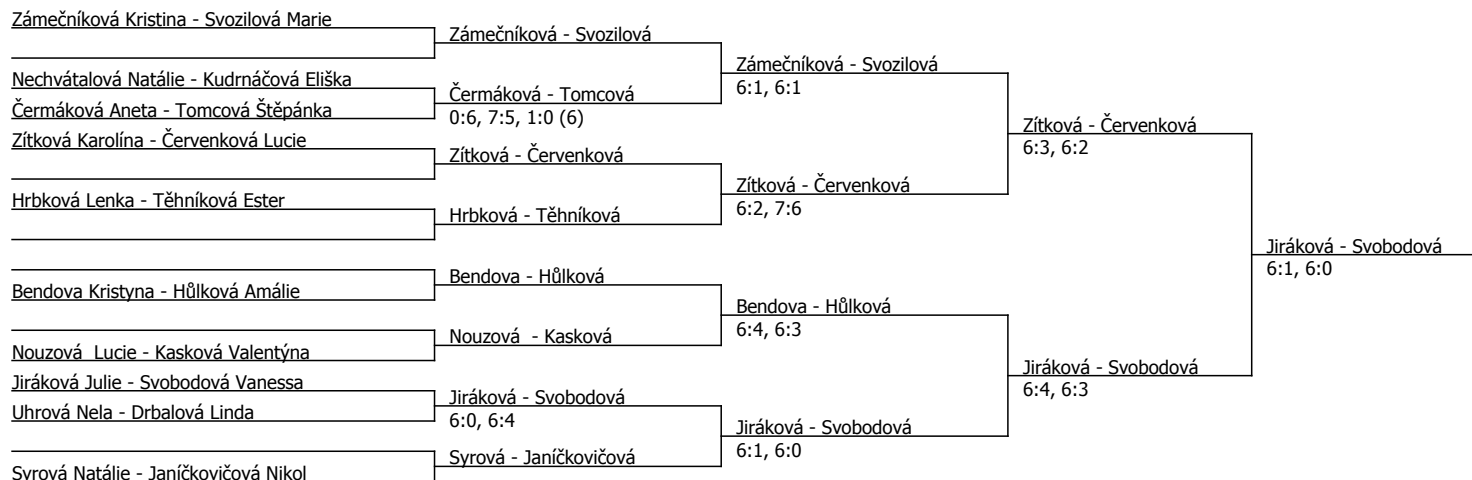 Zámečníková Kristina - Svozilová Marie
Nechvátalová Natálie - Kudrnáčová Eliška
Čermáková Aneta - Tomcová Štěpánka
Zítková Karolína - Červenková Lucie
Hrbková Lenka - Těhníková Ester
Bendova Kristyna - Hůlková Amálie
Nouzová  Lucie - Kasková Valentýna
Jiráková Julie - Svobodová Vanessa
Uhrová Nela - Drbalová Linda
Syrová Natálie - Janíčkovičová Nikol
Zámečníková - Svozilová
Čermáková - Tomcová
0:6, 7:5, 1:0 (6)
Zítková - Červenková
Hrbková - Těhníková
Bendova - Hůlková
Nouzová  - Kasková
Jiráková - Svobodová
6:0, 6:4
Syrová - Janíčkovičová
Zámečníková - Svozilová
6:1, 6:1
Zítková - Červenková
6:2, 7:6
Bendova - Hůlková
6:4, 6:3
Jiráková - Svobodová
6:1, 6:0
Zítková - Červenková
6:3, 6:2
Jiráková - Svobodová
6:4, 6:3
Jiráková - Svobodová
6:1, 6:0